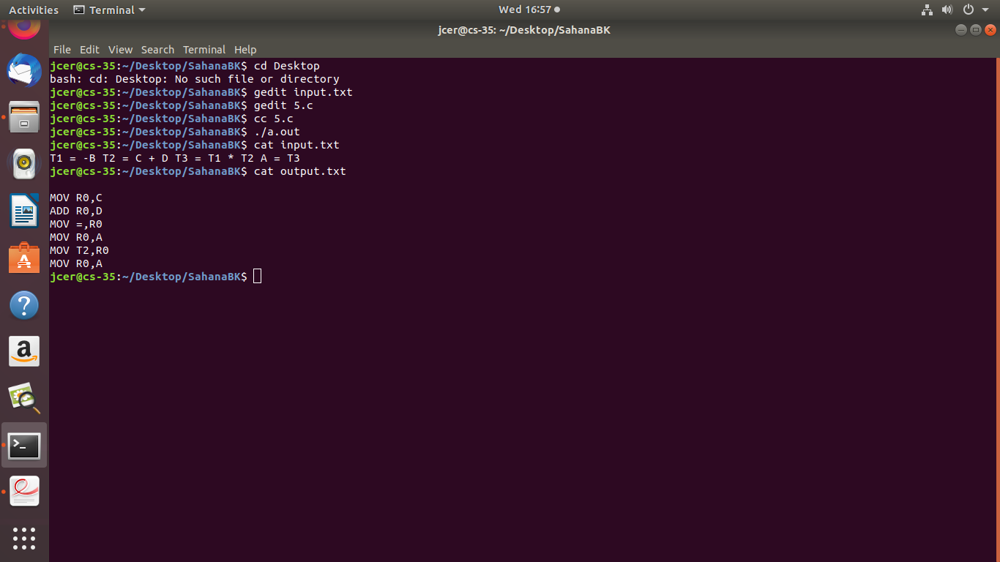 Activities Terminal Wed 16:57
jcer@cs-35: ~/Desktop/SahanaBK
File Edit View Search Terminal Help
jcer@cs-35:~/Desktop/SahanaBK$ cd Desktop
bash: cd: Desktop: No such file or directory
jcer@cs-35:~/Desktop/SahanaBK$ gedit input.txt
jcer@cs-35:~/Desktop/SahanaBK$ gedit 5.c
jcer@cs-35:~/Desktop/SahanaBK$ cc 5.c
jcer@cs-35:~/Desktop/SahanaBK$ ./a.out
jcer@cs-35:~/Desktop/SahanaBK$ cat input.txt
T1 = -B T2 = C + D T3 = T1 * T2 A = T3
jcer@cs-35:~/Desktop/SahanaBK$ cat output.txt
MOV R0,C
ADD R0,D
MOV =,R0
MOV R0,A
MOV T2,R0
MOV R0,A
jcer@cs-35:~/Desktop/SahanaBK$